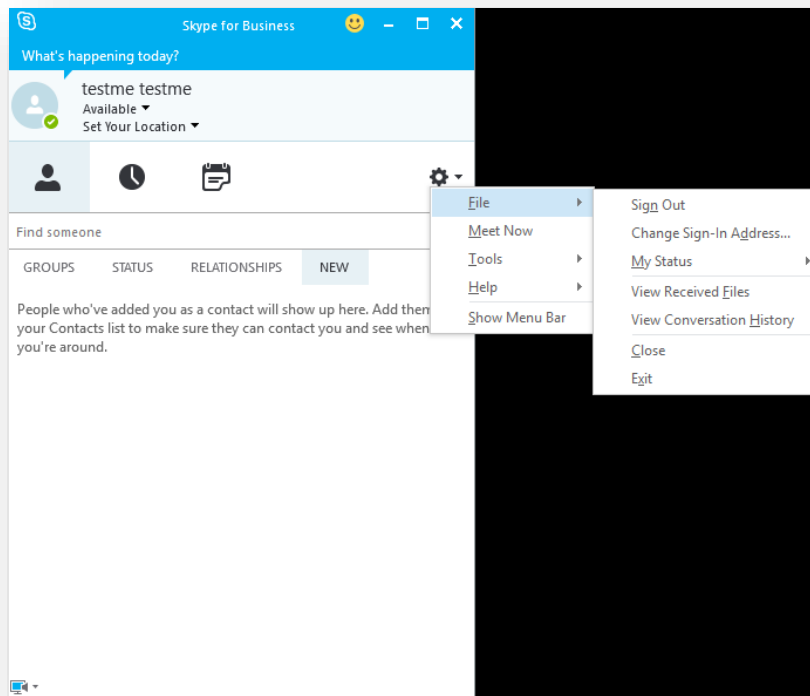 Skype for Business
What's happening today?
testme testme
Available
Set Your Location
Find someone
GROUPS STATUS RELATIONSHIPS NEW
People who've added you as a contact will show up here. Add
your Contacts list to make sure they can contact you and see when
you're around.
File
Meet Now
Tools
Help
Show Menu Bar
Sign Out
Change Sign-In Address...
My Status
View Received Files
View Conversation History
Close
Exit